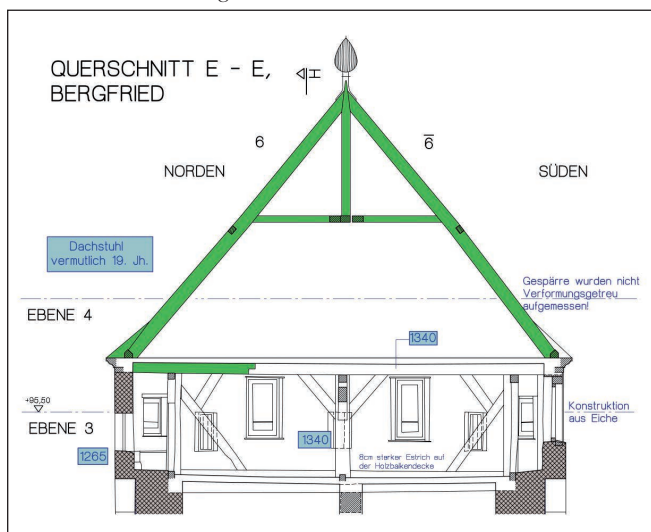 QUERSCHNITT E - E,
BERGFRIED
H
6
6
NORDEN
SÜDEN
Dachstuhl
vermutlich 19. Jh.
Gespärre wurden nicht
Verformungsgetreu
aufgemessen!
EBENE 4
1340
+95,50
EBENE 3
Konstruktion
aus Eiche
1340
1265
8cm starker Estrich auf
der Holzbalkendecke